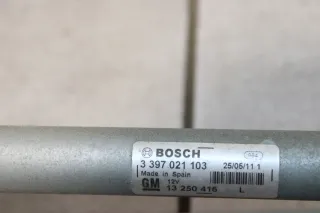 BOSCH
3 397 021 103 25/05/11 1
Made in Spain
GM 12V
13 250 416 L